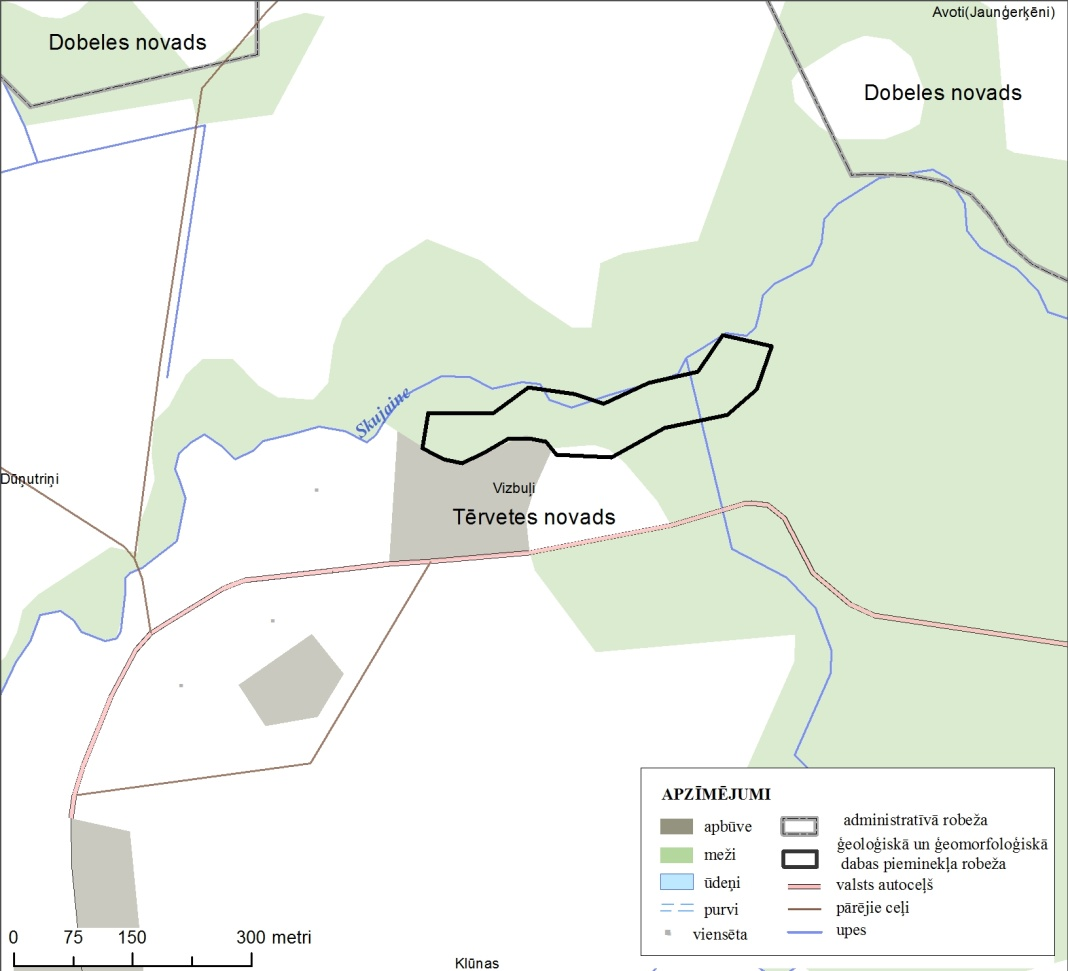 Avoti(Jaunģerķēni)
Dobeles novads
Dobeles novads
Skujaine
Dūņutriņi
Vizbuļi
Tērvetes novads
APZĪMĒJUMI
apbūve
meži
ūdeņi
purvi
viensēta
administratīvā robeža
ģeoloģiskā un ģeomorfoloģiskā
dabas pieminekļa robeža
valsts autoceļš
pārējie ceļi
upes
0 75 150 300 metri
Klūnas